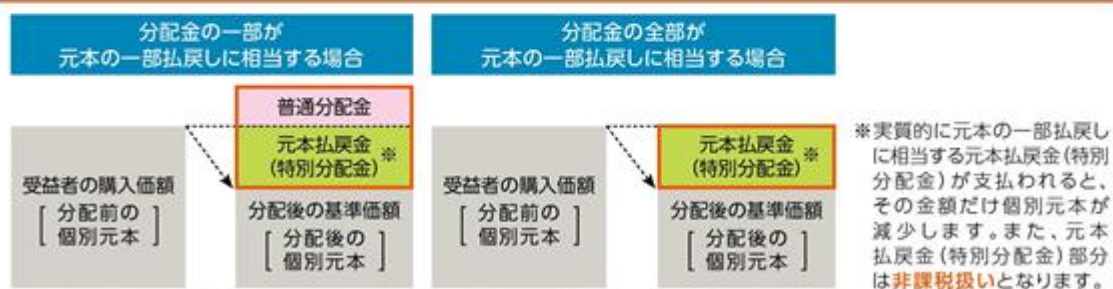 分配金の一部が
元本の一部払戻しに相当する場合
普通分配金
元本払戻金
(特別分配金)
※
受益者の購入価額
[ 分配前の
個別元本 ]
分配後の基準価額
[ 分配後の
個別元本 ]
分配金の全部が
元本の一部払戻しに相当する場合
元本払戻金
(特別分配金)
※
受益者の購入価額
[ 分配前の
個別元本 ]
分配後の基準価額
[ 分配後の
個別元本 ]
※実質的に元本の一部払戻し
に相当する元本払戻金(特別
分配金)が支払われると、
その金額だけ個別元本が
減少します。また、元本
払戻金(特別分配金)部分
は非課税扱いとなります。